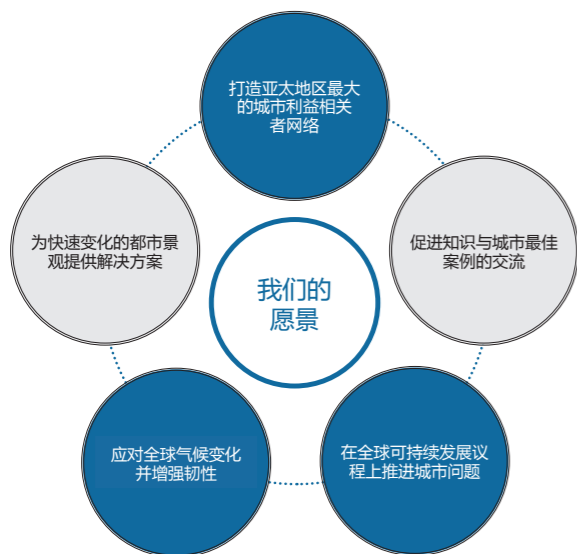 打造亚太地区最大
的城市利益相关
者网络
为快速变化的都市景
观提供解决方案
促进知识与城市最佳
案例的交流
我们的
愿景
应对全球气候变化
并增强韧性
在全球可持续发展议
程上推进城市问题